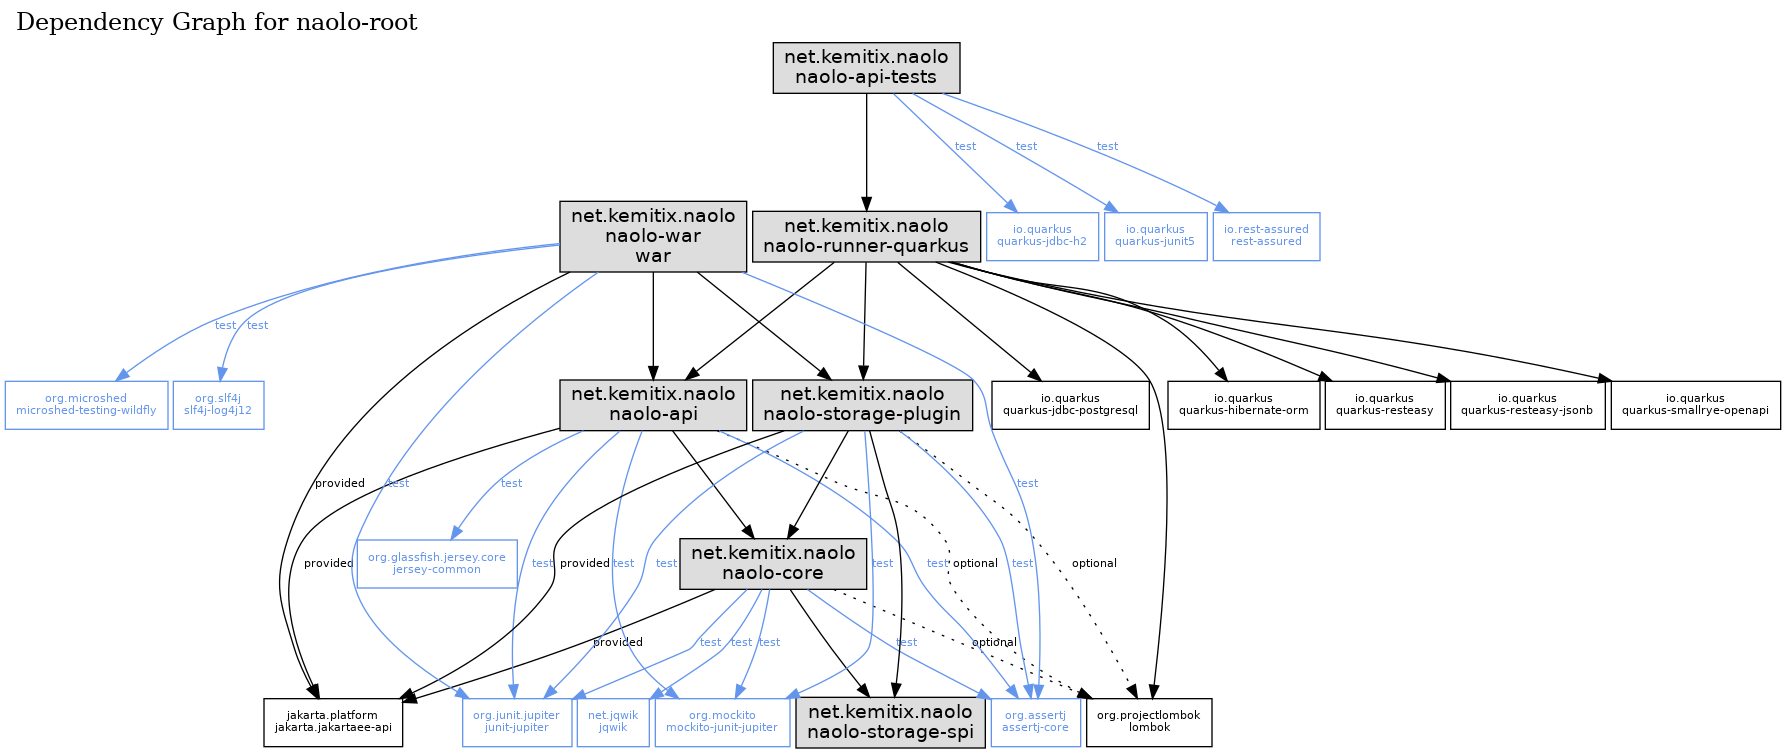 Dependency Graph for naolo-root
net.kemitix.naolo
naolo-api-tests
test
test
test
net.kemitix.naolo
naolo-war
war
net.kemitix.naolo
naolo-runner-quarkus
io.quarkus
quarkus-jdbc-h2
io.quarkus
quarkus-junit5
io.rest-assured
rest-assured
test
test
org.microshed
microshed-testing-wildfly
org.slf4j
slf4j-log4j12
net.kemitix.naolo
naolo-api
net.kemitix.naolo
naolo-storage-plugin
io.quarkus
quarkus-jdbc-postgresql
io.quarkus
quarkus-hibernate-orm
io.quarkus
quarkus-resteasy
io.quarkus
quarkus-resteasy-jsonb
io.quarkus
quarkus-smallrye-openapi
provided
test
test
test
org.glassfish.jersey.core
jersey-common
net.kemitix.naolo
naolo-core
provided
test
provided
test
test
test
test
optional
test
optional
provided
test
test
test
test
optional
jakarta.platform
jakarta.jakartaee-api
org.junit.jupiter
junit-jupiter
net.jqwik
jqwik
org.mockito
mockito-junit-jupiter
net.kemitix.naolo
naolo-storage-spi
org.assertj
assertj-core
org.projectlombok
lombok